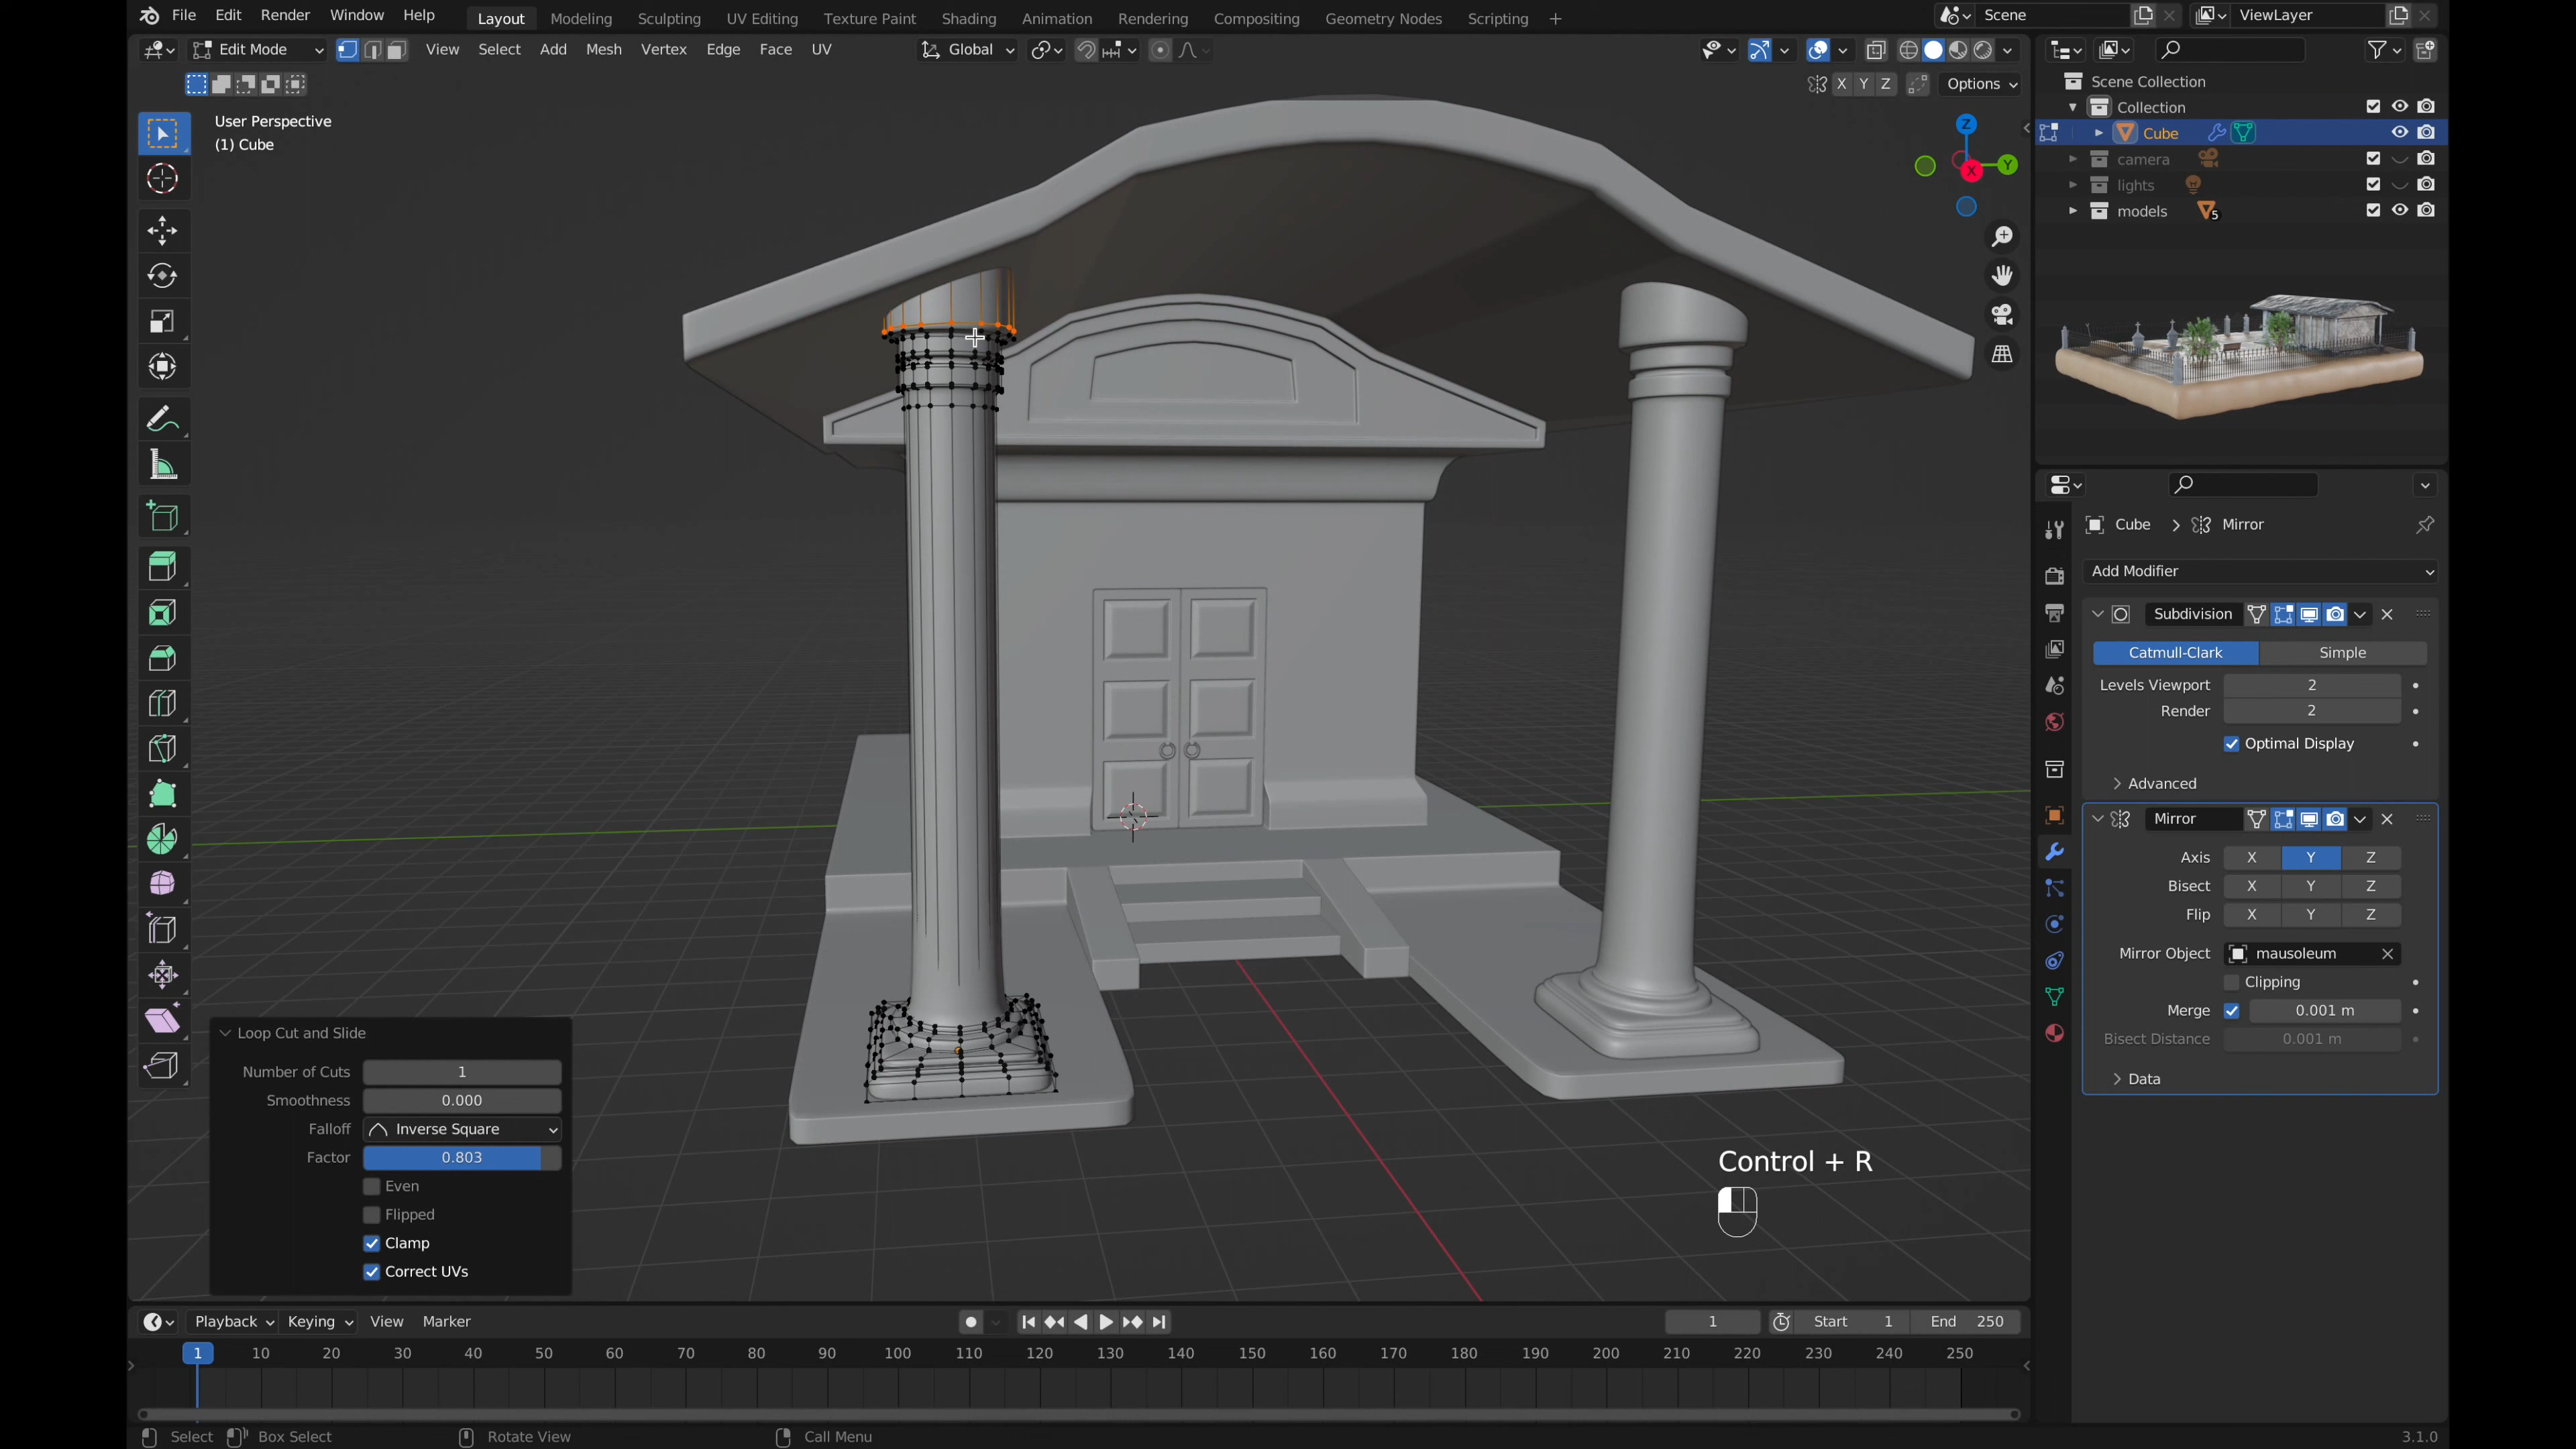 File Edit Render Window Help Layout Modeling Sculpting UV Editing Texture Paint Shading Animation Rendering Compositing Geometry Nodes Scripting + Scene ViewLayer
Edit Mode View Select Add Mesh Vertex Edge Face UV Global
X Y Z Options
User Perspective
(1) Cube
Z
Y
X
Scene Collection
Collection
Cube
camera
lights
models 5
Cube > Mirror
Add Modifier
Subdivision
Catmull-Clark Simple
Levels Viewport 2
Render 2
Optimal Display
Advanced
Mirror
Axis X Y Z
Bisect X Y Z
Flip X Y Z
Mirror Object mausoleum
Clipping
Merge 0.001 m
Bisect Distance 0.001 m
Data
Loop Cut and Slide
Number of Cuts 1
Smoothness 0.000
Falloff Inverse Square
Factor 0.803
Even
Flipped
Clamp
Correct UVs
Control + R
Playback Keying View Marker 1 Start 1 End 250
1 10 20 30 40 50 60 70 80 90 100 110 120 130 140 150 160 170 180 190 200 210 220 230 240 250
Select Box Select Rotate View Call Menu 3.1.0